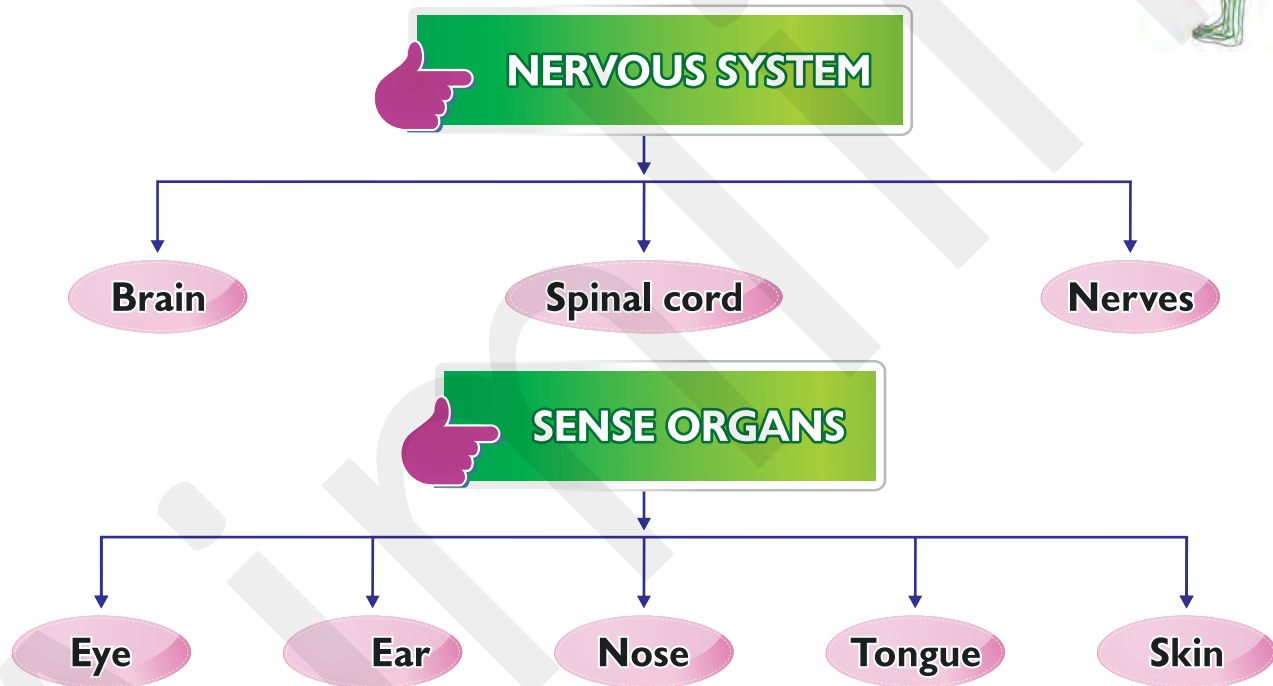 NERVOUS SYSTEM
Brain
Spinal cord
Nerves
SENSE ORGANS
Eye
Ear
Nose
Tongue
Skin